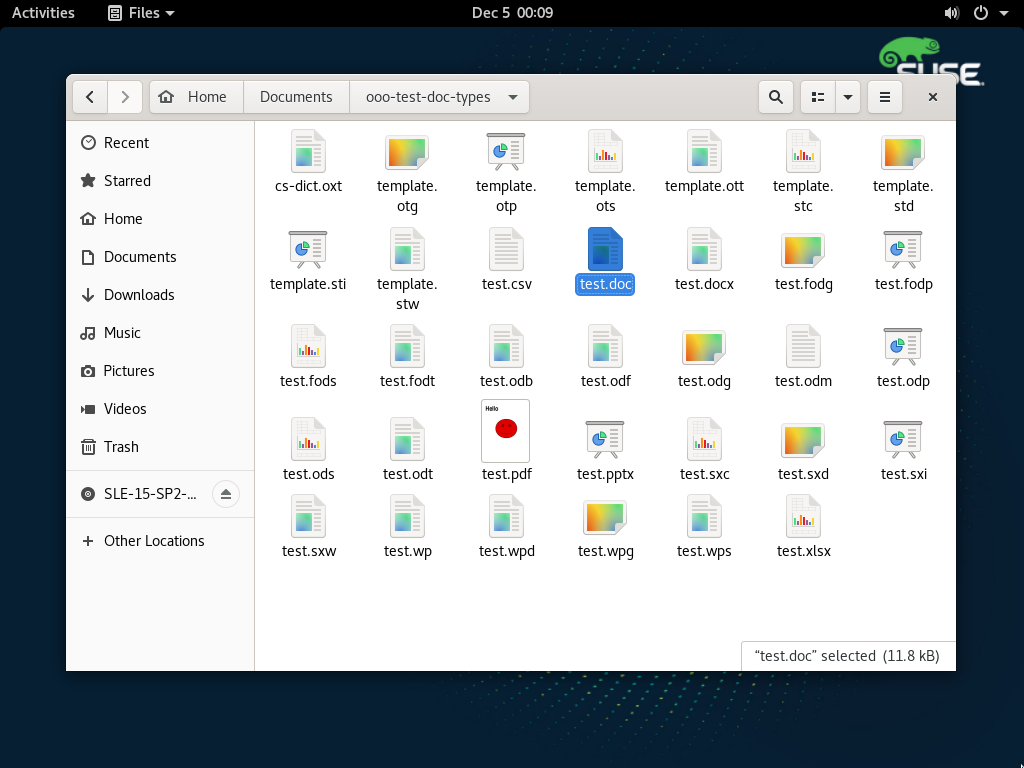 Activities Files Dec 5 00:09
SUSE
Home Documents ooo-test-doc-types
Recent
Starred
Home
Documents
Downloads
Music
Pictures
Videos
Trash
SLE-15-SP2-...
Other Locations
cs-dict.oxt
template.
otg
template.
otp
template.
ots
template.ott
template.
stc
template.
std
template.sti
template.
stw
test.csv
test.doc
test.docx
test.fodg
test.fodp
test.fods
test.fodt
test.odb
test.odf
test.odg
test.odm
test.odp
Hello
test.ods
test.odt
test.pdf
test.pptx
test.sxc
test.sxd
test.sxi
test.sxw
test.wp
test.wpd
test.wpg
test.wps
test.xlsx
“test.doc” selected (11.8 kB)